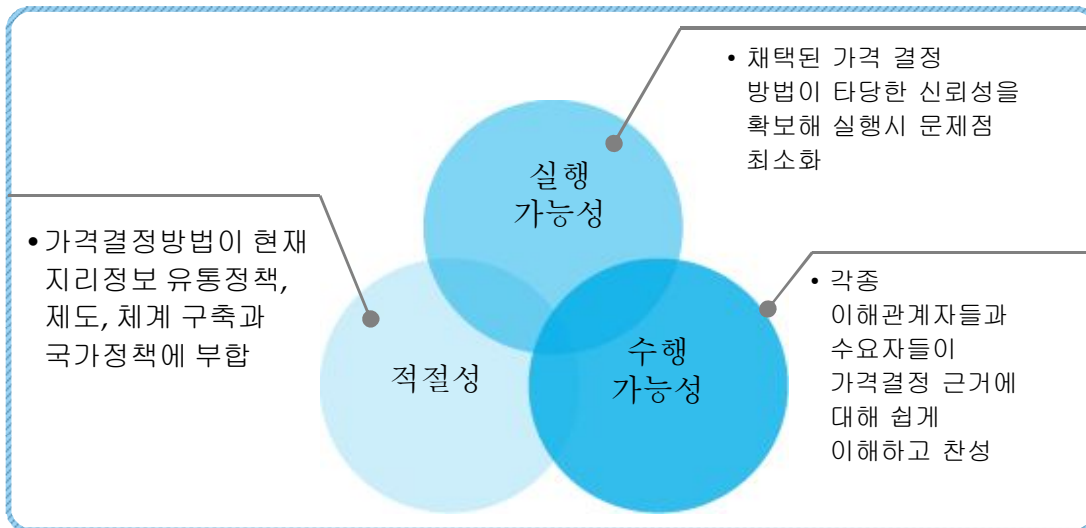 • 채택된 가격 결정
방법이 타당한 신뢰성을
확보해 실행시 문제점
최소화
실행
가능성
• 가격결정방법이 현재
지리정보 유통정책,
제도, 체계 구축과
국가정책에 부합
적절성
수행
가능성
• 각종
이해관계자들과
수요자들이
가격결정 근거에
대해 쉽게
이해하고 찬성